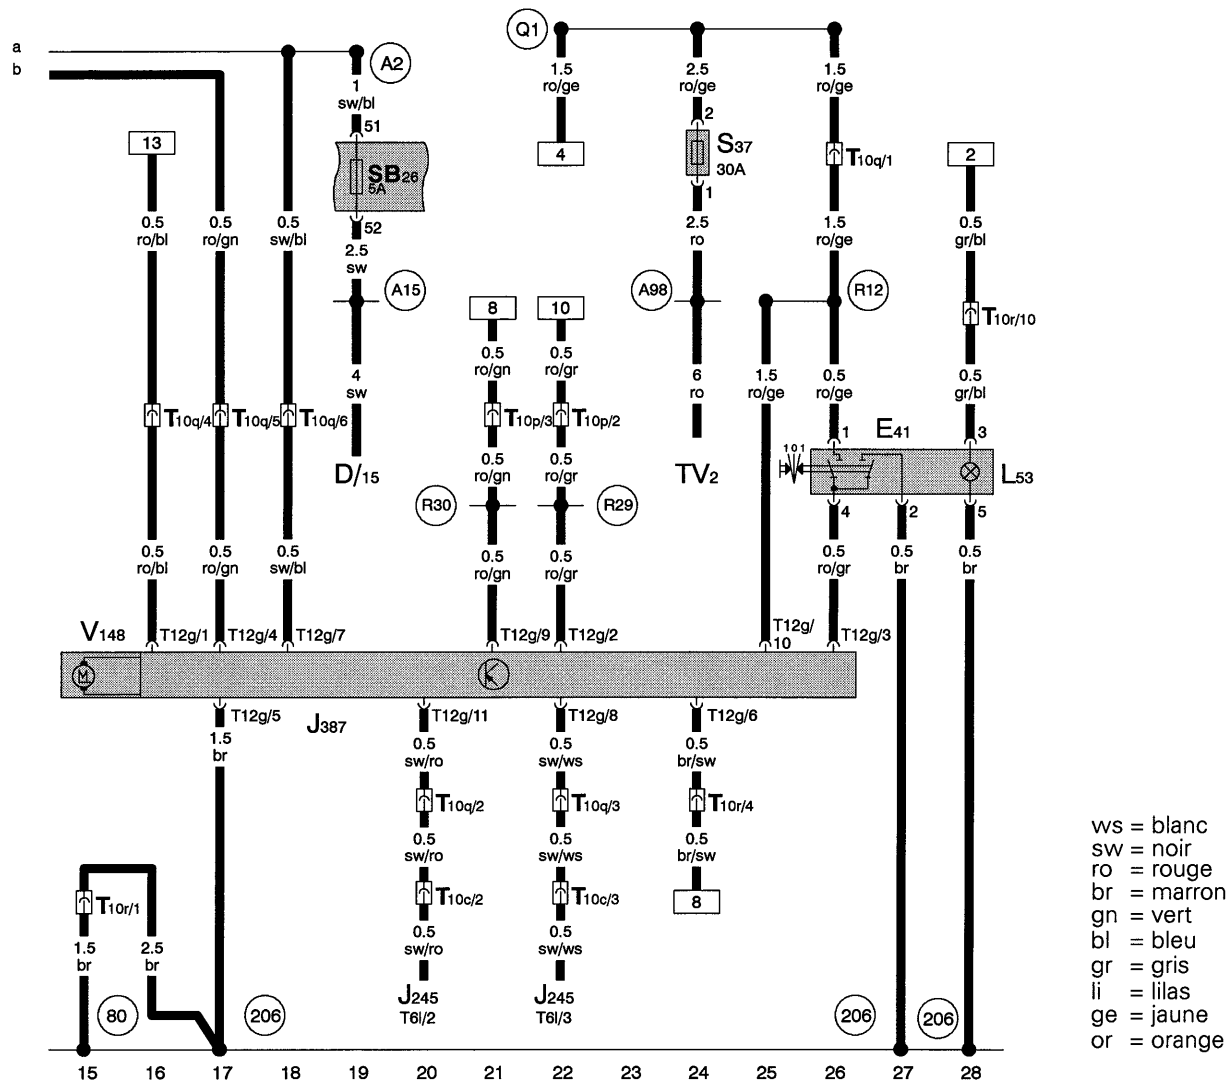 a
b
A2
Q1
1
sw/bl
51
1.5
ro/ge
2.5
ro/ge
1.5
ro/ge
2
13
SB26
5A
4
S37
30A
T10q/1
2
1
52
0.5
ro/bl
0.5
ro/gn
0.5
sw/bl
2.5
sw
2.5
ro
1.5
ro/ge
0.5
gr/bl
A15
A98
R12
8
10
T10r/10
0.5
ro/gn
0.5
ro/gr
4
sw
6
ro
1.5
ro/ge
0.5
ro/ge
0.5
gr/bl
T10q/4
T10q/5
T10q/6
T10p/3
T10p/2
1
E41
3
1 0 1
D/15
0.5
ro/gn
0.5
ro/gr
TV2
L53
R30
R29
4
2
5
0.5
ro/bl
0.5
ro/gn
0.5
sw/bl
0.5
ro/gn
0.5
ro/gr
0.5
ro/gr
0.5
br
0.5
br
V148
T12g/1
T12g/4
T12g/7
T12g/9
T12g/2
T12g/
10
T12g/3
M
T12g/5
J387
T12g/11
T12g/8
T12g/6
1.5
br
0.5
sw/ro
0.5
sw/ws
0.5
br/sw
T10q/2
T10q/3
T10r/4
0.5
sw/ro
0.5
sw/ws
0.5
br/sw
T10r/1
T10c/2
T10c/3
8
1.5
br
2.5
br
0.5
sw/ro
0.5
sw/ws
J245
T6l/2
J245
T6l/3
80
206
206
206
15 16 17 18 19 20 21 22 23 24 25 26 27 28
ws = blanc
sw = noir
ro = rouge
br = marron
gn = vert
bl = bleu
gr = gris
li = lilas
ge = jaune
or = orange